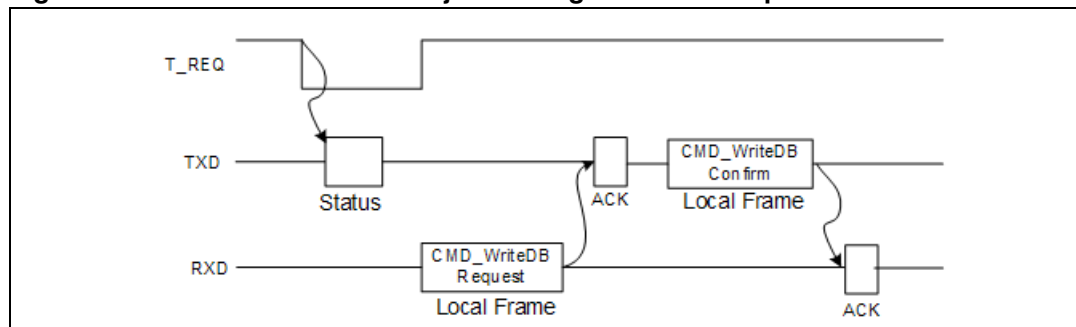 T_REQ
TXD
Status
ACK
CMD_WriteDB
Confirm
Local Frame
RXD
CMD_WriteDB
Request
Local Frame
ACK